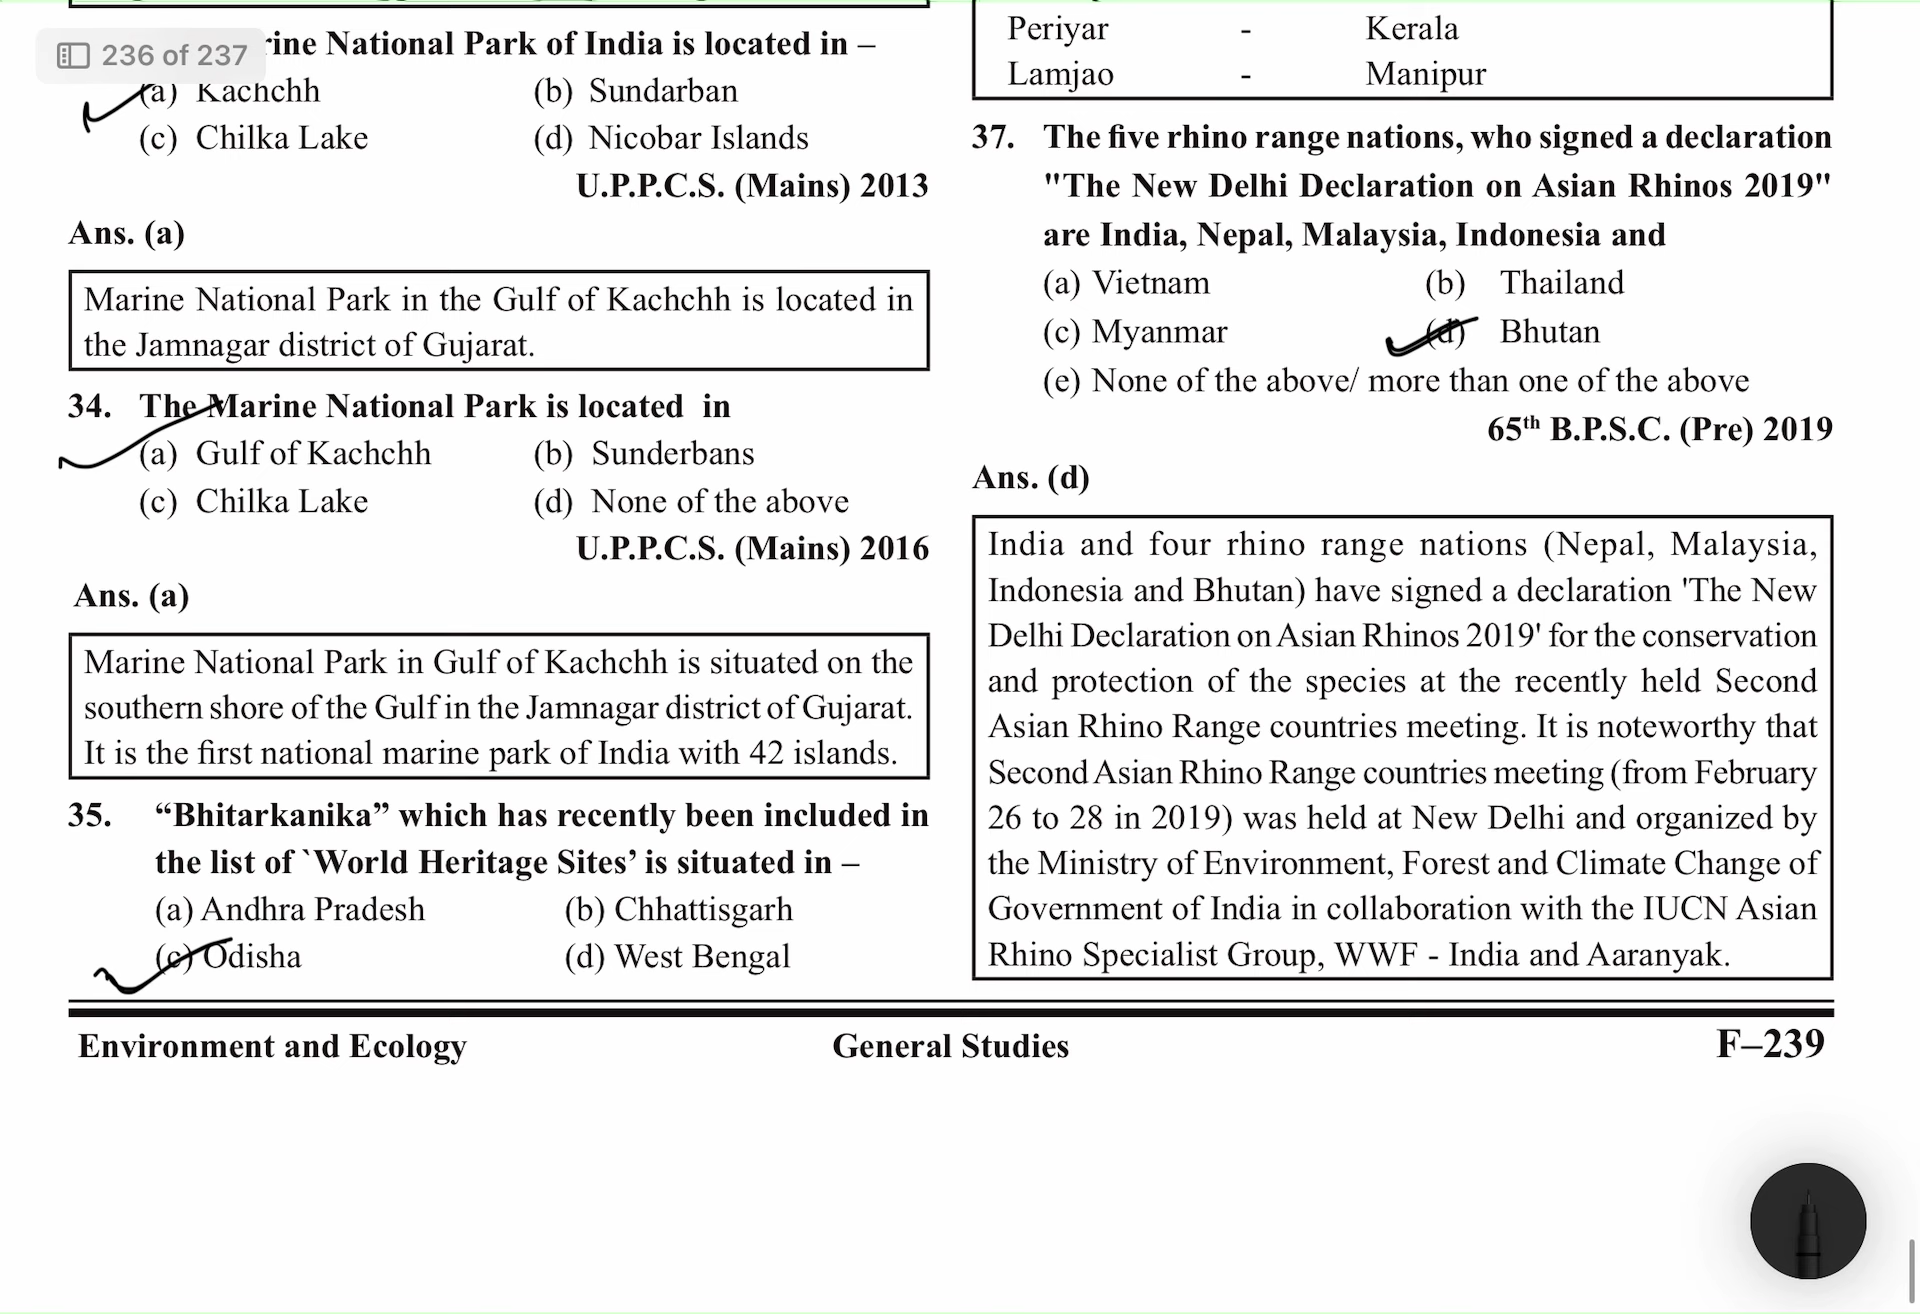 236 of 237
rine National Park of India is located in –
(a) Kachchh (b) Sundarban
(c) Chilka Lake (d) Nicobar Islands
U.P.P.C.S. (Mains) 2013
Ans. (a)
Marine National Park in the Gulf of Kachchh is located in
the Jamnagar district of Gujarat.
34. The Marine National Park is located in
(a) Gulf of Kachchh (b) Sunderbans
(c) Chilka Lake (d) None of the above
U.P.P.C.S. (Mains) 2016
Ans. (a)
Marine National Park in Gulf of Kachchh is situated on the
southern shore of the Gulf in the Jamnagar district of Gujarat.
It is the first national marine park of India with 42 islands.
35. “Bhitarkanika” which has recently been included in
the list of `World Heritage Sites’ is situated in –
(a) Andhra Pradesh (b) Chhattisgarh
(c) Odisha (d) West Bengal
Periyar - Kerala
Lamjao - Manipur
37. The five rhino range nations, who signed a declaration
"The New Delhi Declaration on Asian Rhinos 2019"
are India, Nepal, Malaysia, Indonesia and
(a) Vietnam (b) Thailand
(c) Myanmar (d) Bhutan
(e) None of the above/ more than one of the above
65th B.P.S.C. (Pre) 2019
Ans. (d)
India and four rhino range nations (Nepal, Malaysia,
Indonesia and Bhutan) have signed a declaration 'The New
Delhi Declaration on Asian Rhinos 2019' for the conservation
and protection of the species at the recently held Second
Asian Rhino Range countries meeting. It is noteworthy that
Second Asian Rhino Range countries meeting (from February
26 to 28 in 2019) was held at New Delhi and organized by
the Ministry of Environment, Forest and Climate Change of
Government of India in collaboration with the IUCN Asian
Rhino Specialist Group, WWF - India and Aaranyak.
Environment and Ecology General Studies F–239